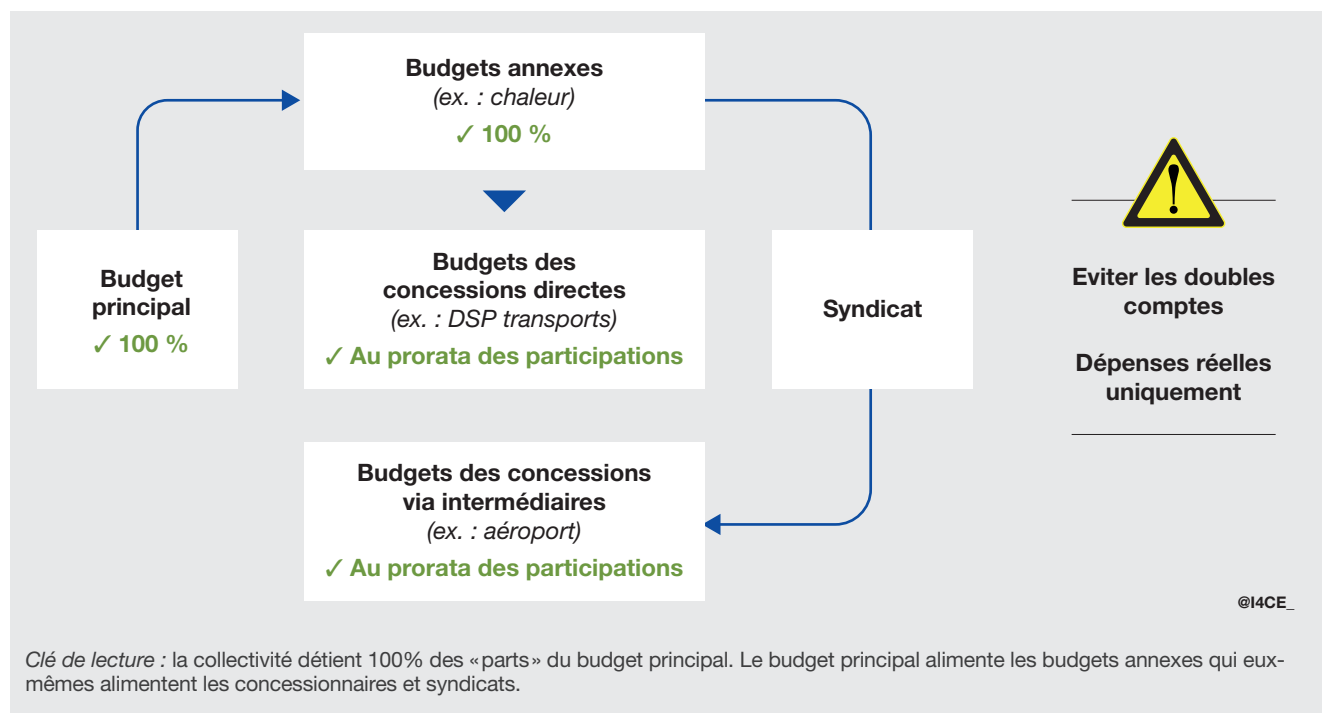 Budgets annexes
(ex. : chaleur)
✓ 100 %
Budget
principal
✓ 100 %
Budgets des
concessions directes
(ex. : DSP transports)
✓ Au prorata des participations
Syndicat
Budgets des concessions
via intermédiaires
(ex. : aéroport)
✓ Au prorata des participations
!
Eviter les doubles
comptes
Dépenses réelles
uniquement
@I4CE_
Clé de lecture : la collectivité détient 100% des «parts» du budget principal. Le budget principal alimente les budgets annexes qui eux-
mêmes alimentent les concessionnaires et syndicats.